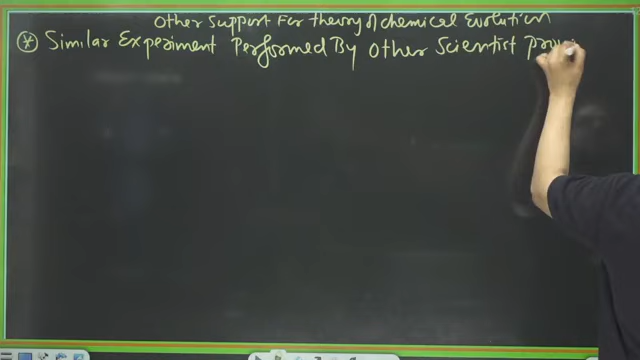 Other Support For theory of chemical Evolution
* Similar Experiment Performed By Other Scientist